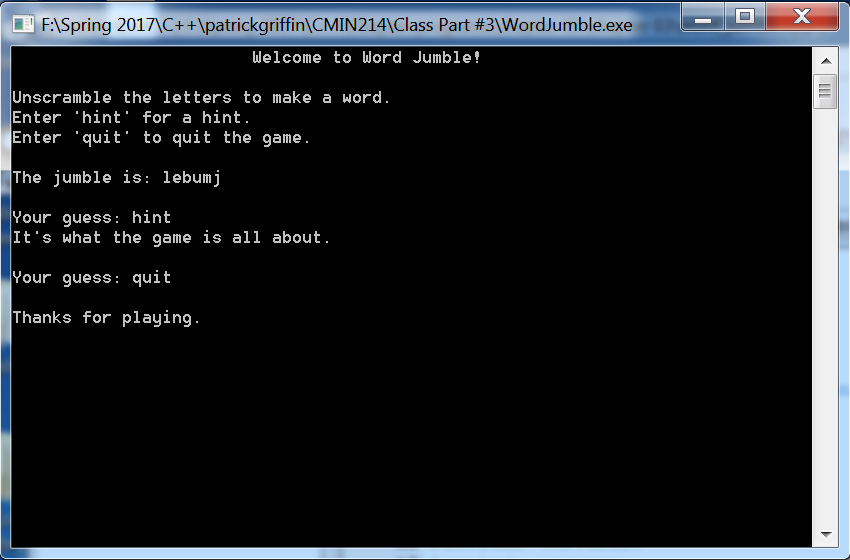 F:\Spring 2017\C++\patrickgriffin\CMIN214\Class Part #3\WordJumble.exe
Welcome to Word Jumble!
Unscramble the letters to make a word.
Enter 'hint' for a hint.
Enter 'quit' to quit the game.
The jumble is: lebumj
Your guess: hint
It's what the game is all about.
Your guess: quit
Thanks for playing.